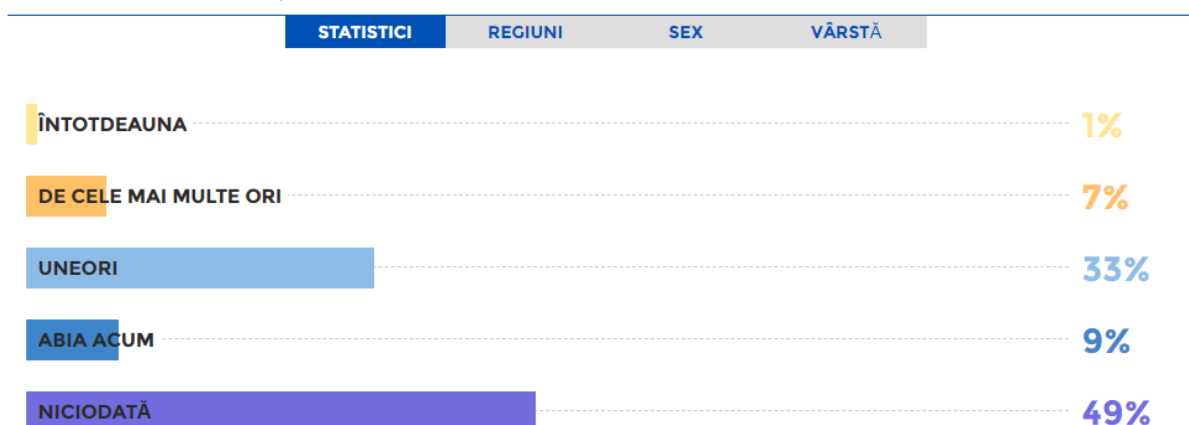 STATISTICI REGIUNI SEX VÂRSTĂ
ÎNTOTDEAUNA 1%
DE CELE MAI MULTE ORI 7%
UNEORI 33%
ABIA ACUM 9%
NICIODATĂ 49%